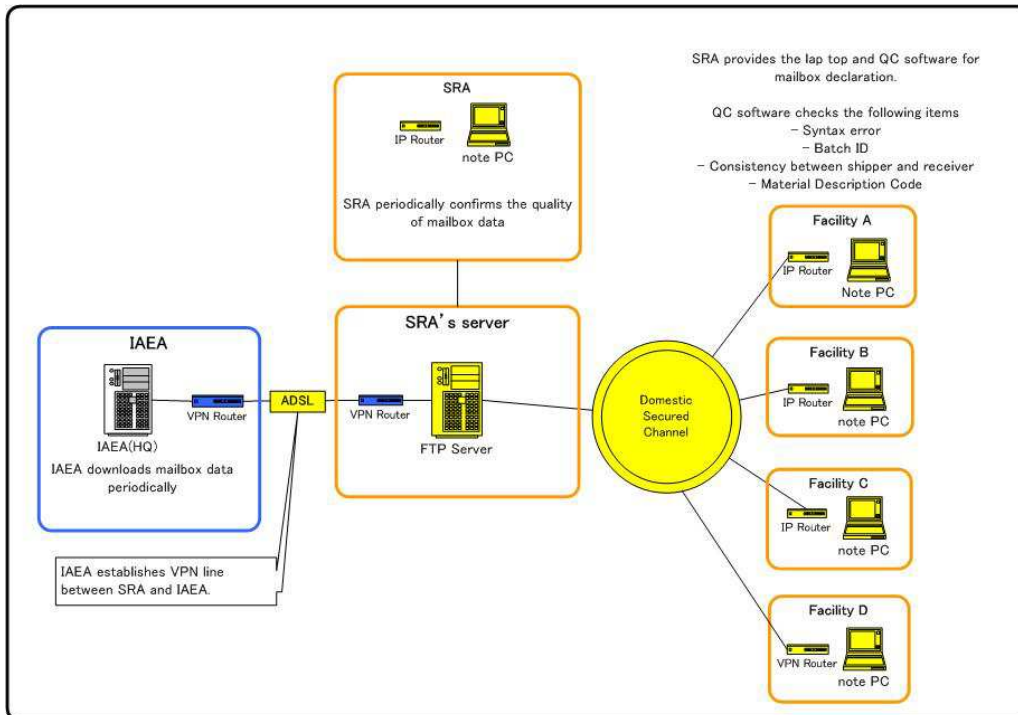 SRA provides the lap top and QC software for
mailbox declaration.
QC software checks the following items
- Syntax error
- Batch ID
- Consistency between shipper and receiver
- Material Description Code
SRA
IP Router
note PC
SRA periodically confirms the quality
of mailbox data
Facility A
IP Router
Note PC
SRA's server
VPN Router
FTP Server
IAEA
VPN Router
IAEA(HQ)
IAEA downloads mailbox data
periodically
ADSL
IAEA establishes VPN line
between SRA and IAEA.
Domestic
Secured
Channel
Facility B
IP Router
note PC
Facility C
IP Router
note PC
Facility D
VPN Router
note PC